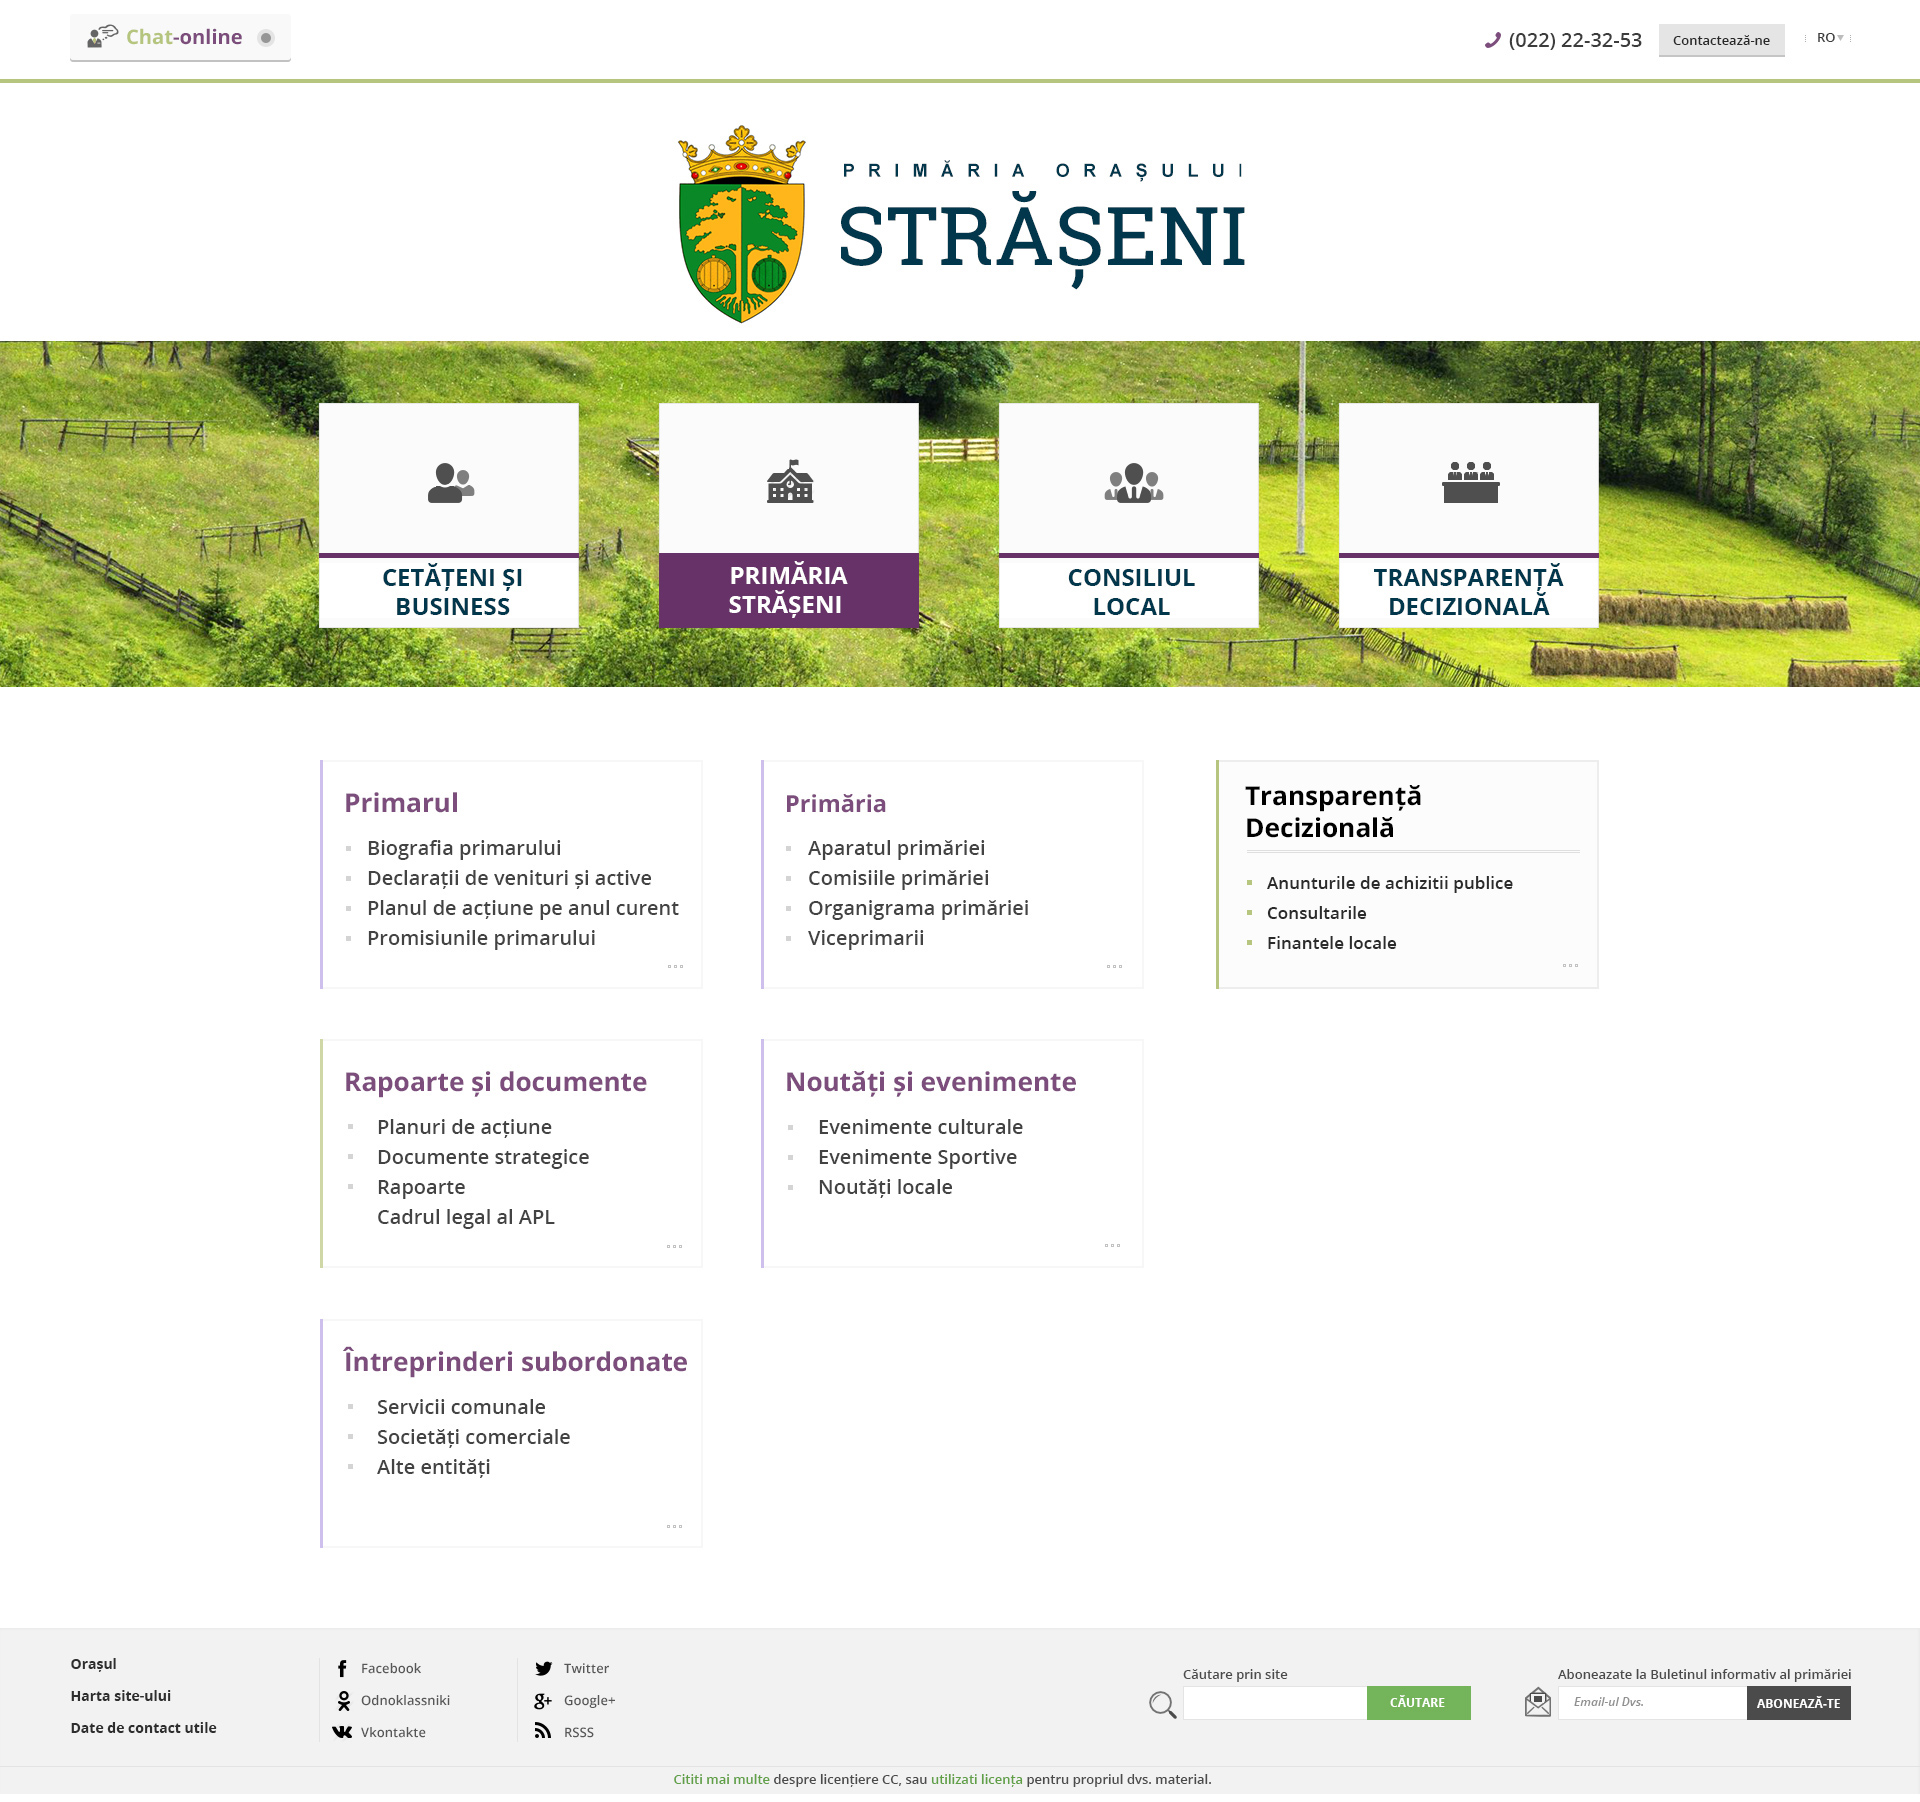 Chat-online
(022) 22-32-53
Contactează-ne
RO
PRIMĂRIA ORAȘULUI
STRĂȘENI
CETĂȚENI ȘI
BUSINESS
PRIMĂRIA
STRĂȘENI
CONSILIUL
LOCAL
TRANSPARENȚĂ
DECIZIONALĂ
Primarul
Biografia primarului
Declarații de venituri și active
Planul de acțiune pe anul curent
Promisiunile primarului
Primăria
Aparatul primăriei
Comisiile primăriei
Organigrama primăriei
Viceprimarii
Transparență
Decizională
Anunturile de achizitii publice
Consultarile
Finantele locale
Rapoarte și documente
Planuri de acțiune
Documente strategice
Rapoarte
Cadrul legal al APL
Noutăți și evenimente
Evenimente culturale
Evenimente Sportive
Noutăți locale
Întreprinderi subordonate
Servicii comunale
Societăți comerciale
Alte entități
Orașul
Harta site-ului
Date de contact utile
Facebook
Odnoklassniki
Vkontakte
Twitter
Google+
RSSS
Căutare prin site
CĂUTARE
Aboneazate la Buletinul informativ al primăriei
Email-ul Dvs.
ABONEAZĂ-TE
Cititi mai multe despre licențiere CC, sau utilizati licența pentru propriul dvs. material.